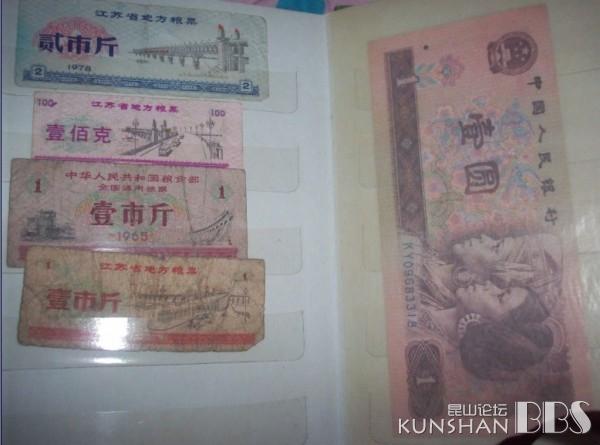 江苏省地方粮票
贰市斤
2
1978
2
100
江苏省地方粮票
100
壹佰克
中华人民共和国粮食部
全国通用粮票
1
壹市斤
1
1965
江苏省地方粮票
壹市斤
中国人民银行
壹圆
1
KY09683318
1
昆山论坛
KUNSHAN BBS